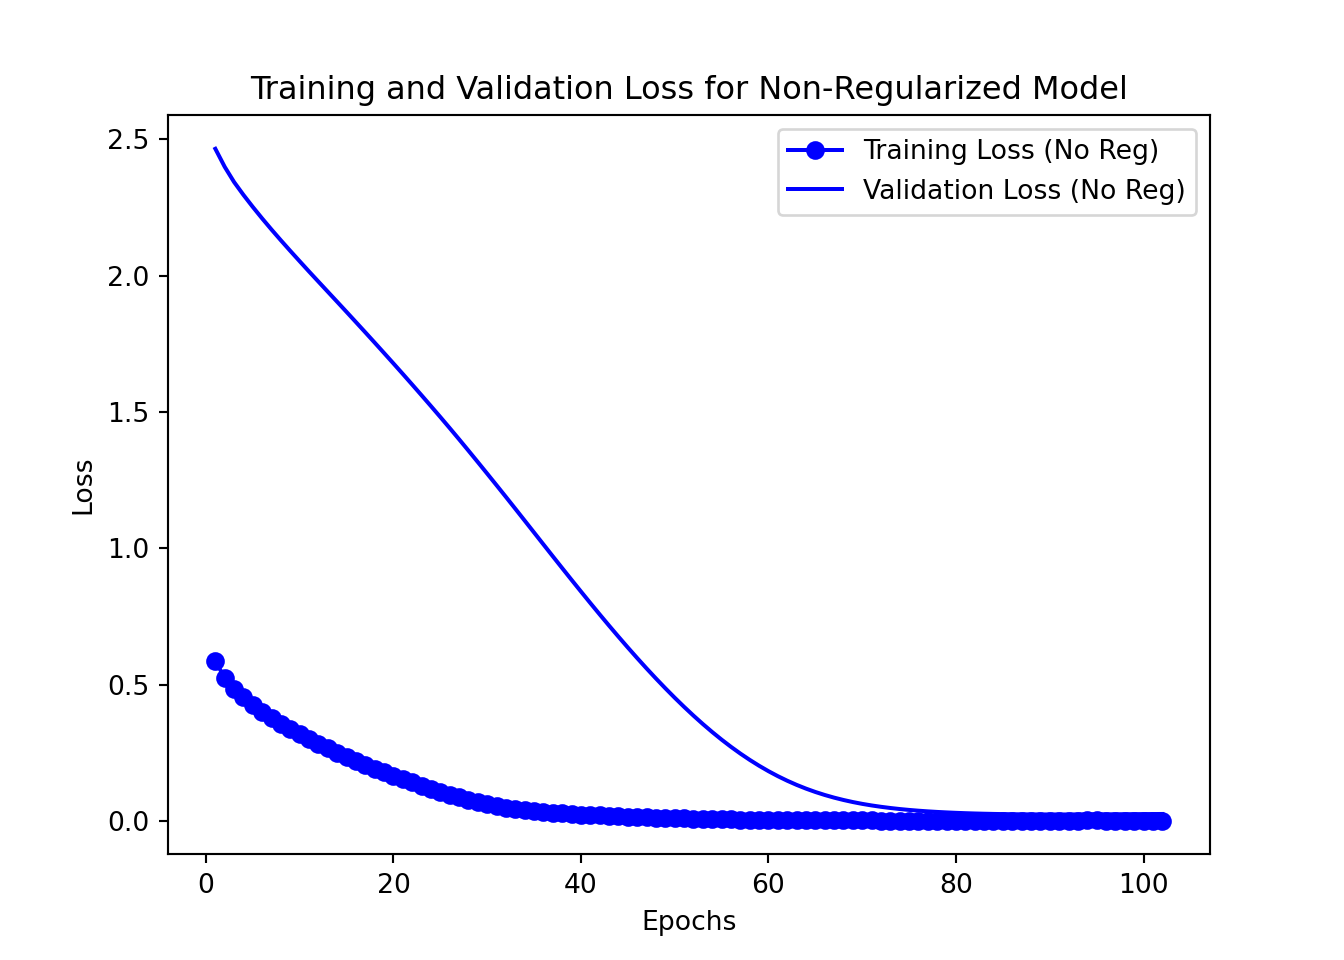 Training and Validation Loss for Non-Regularized Model
Training Loss (No Reg)
Validation Loss (No Reg)
2.5
2.0
1.5
1.0
0.5
0.0
Loss
0 20 40 60 80 100
Epochs